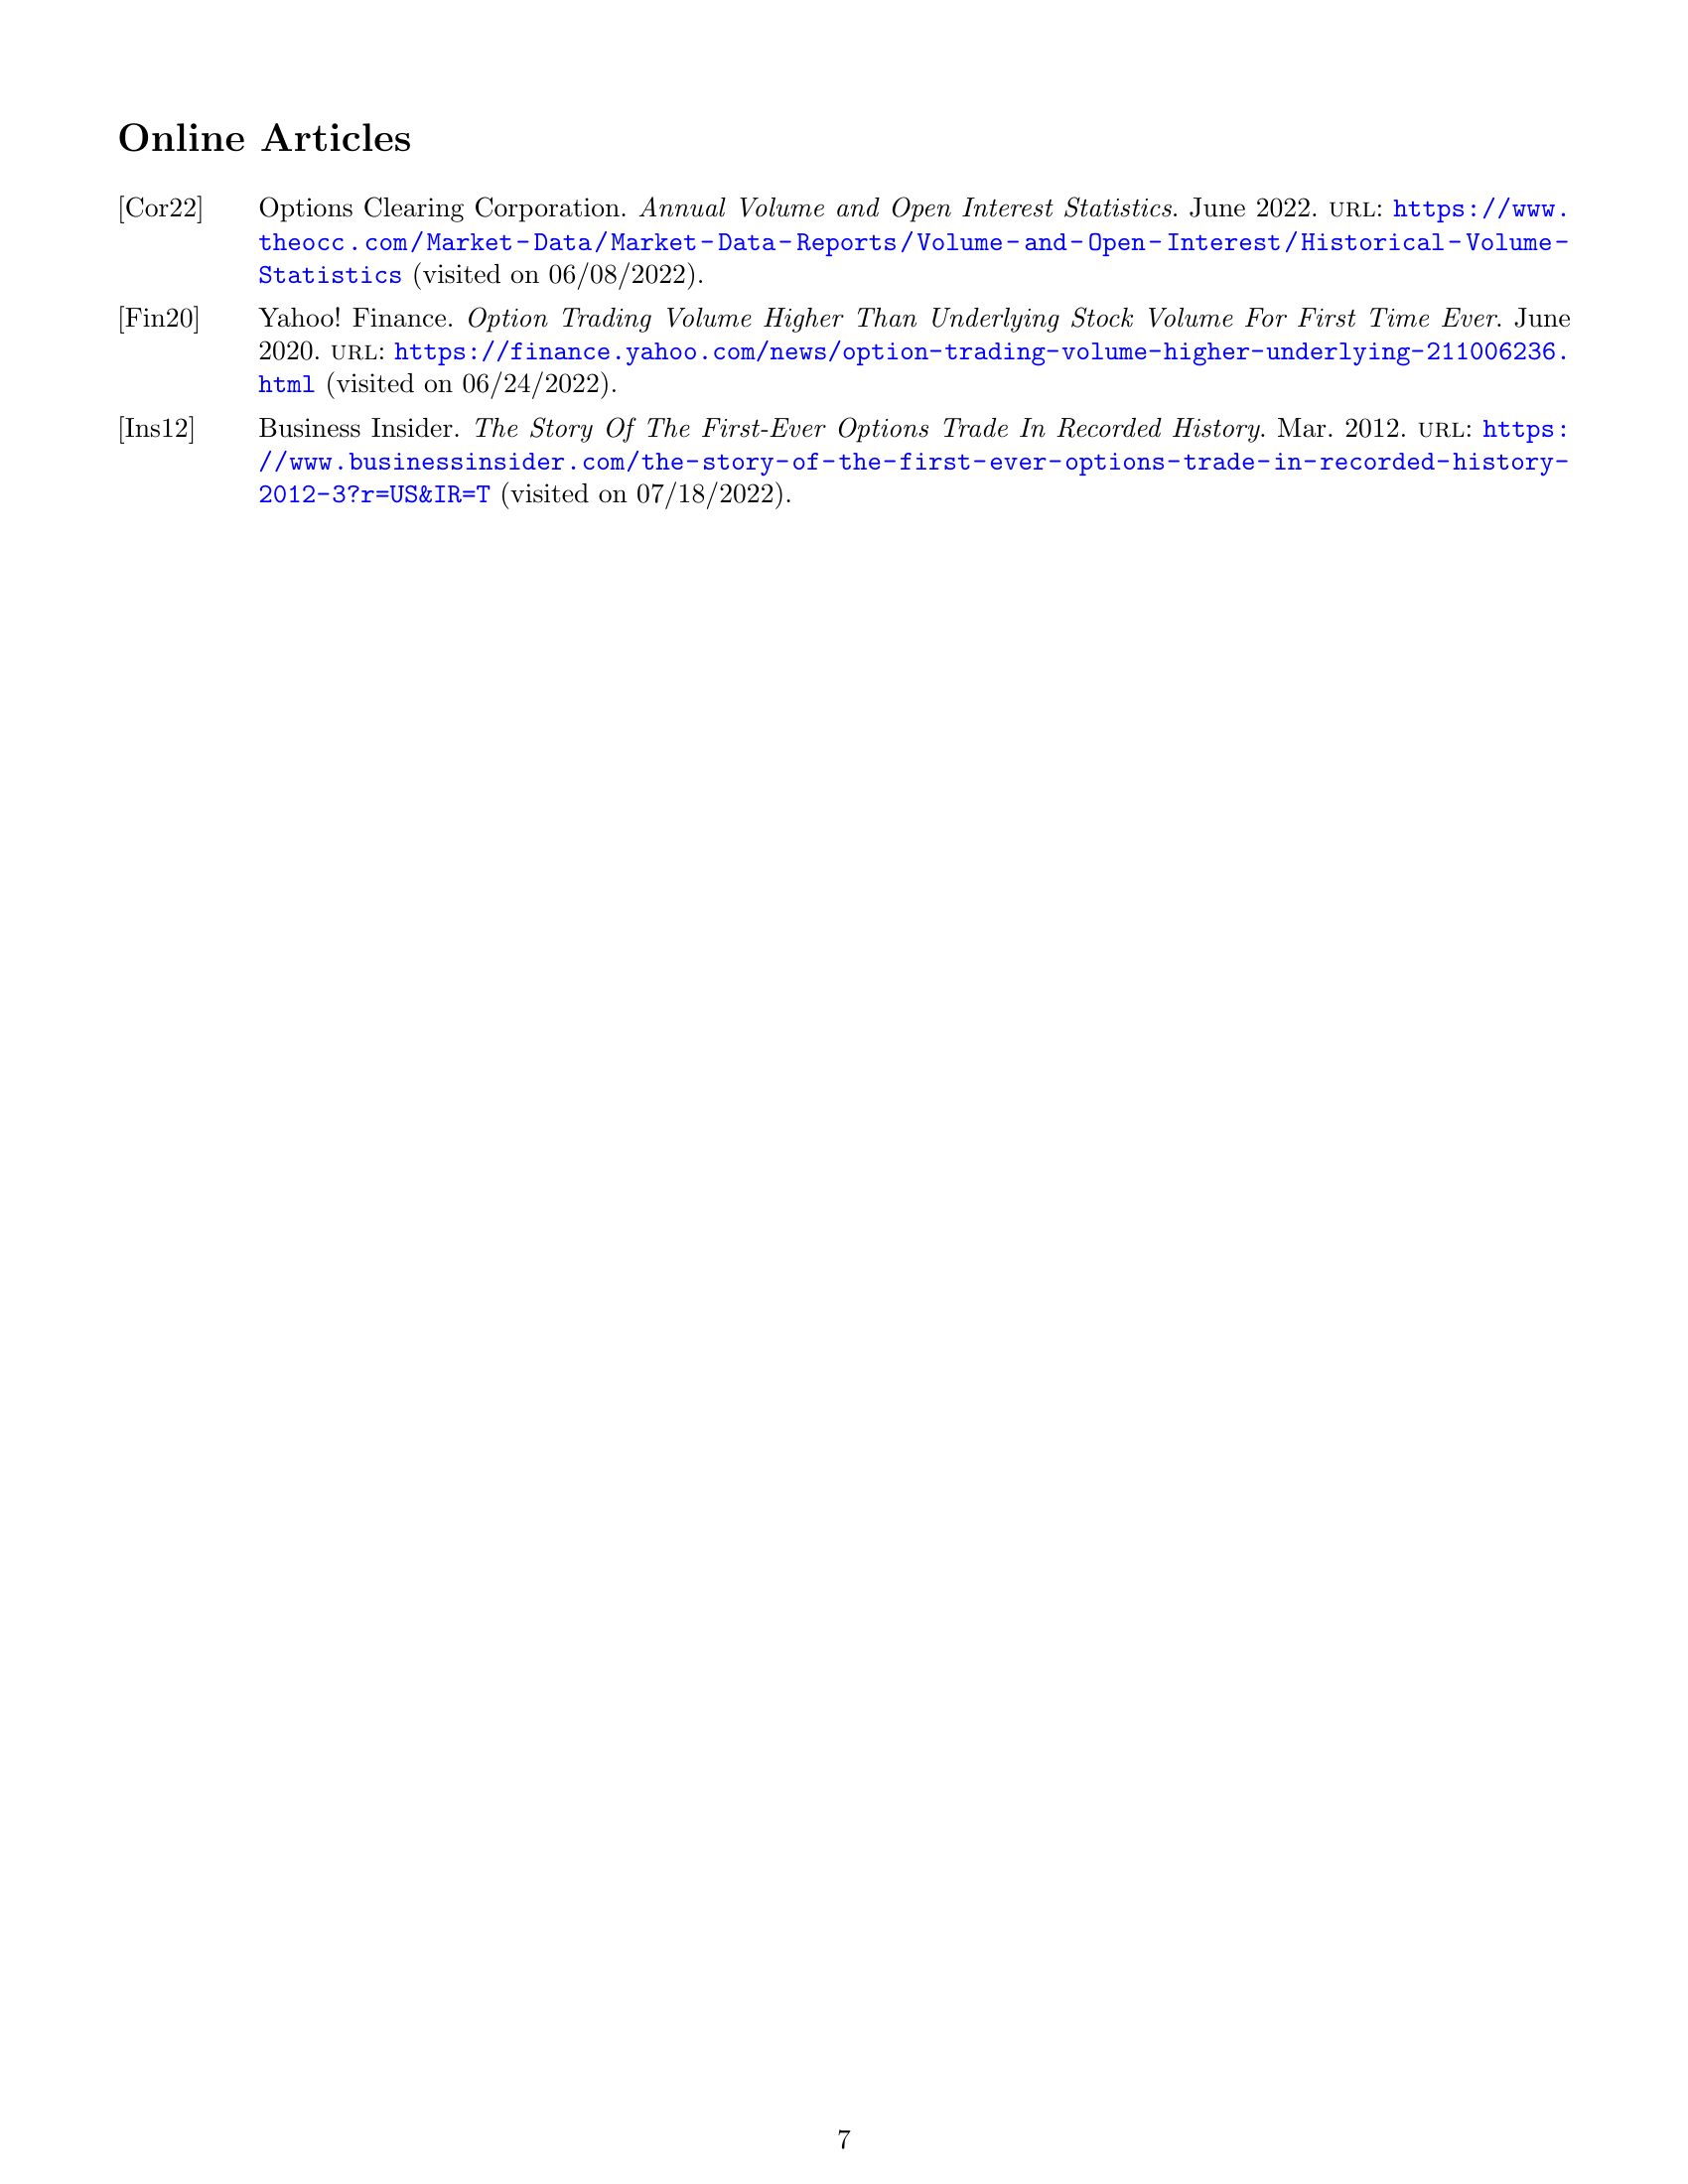 Online Articles
[Cor22] Options Clearing Corporation. Annual Volume and Open Interest Statistics. June 2022. URL: https://www.
theocc.com/Market-Data/Market-Data-Reports/Volume-and-Open-Interest/Historical-Volume-
Statistics (visited on 06/08/2022).
[Fin20] Yahoo! Finance. Option Trading Volume Higher Than Underlying Stock Volume For First Time Ever. June
2020. URL: https://finance.yahoo.com/news/option-trading-volume-higher-underlying-211006236.
html (visited on 06/24/2022).
[Ins12] Business Insider. The Story Of The First-Ever Options Trade In Recorded History. Mar. 2012. URL: https:
//www.businessinsider.com/the-story-of-the-first-ever-options-trade-in-recorded-history-
2012-3?r=US&IR=T (visited on 07/18/2022).
7